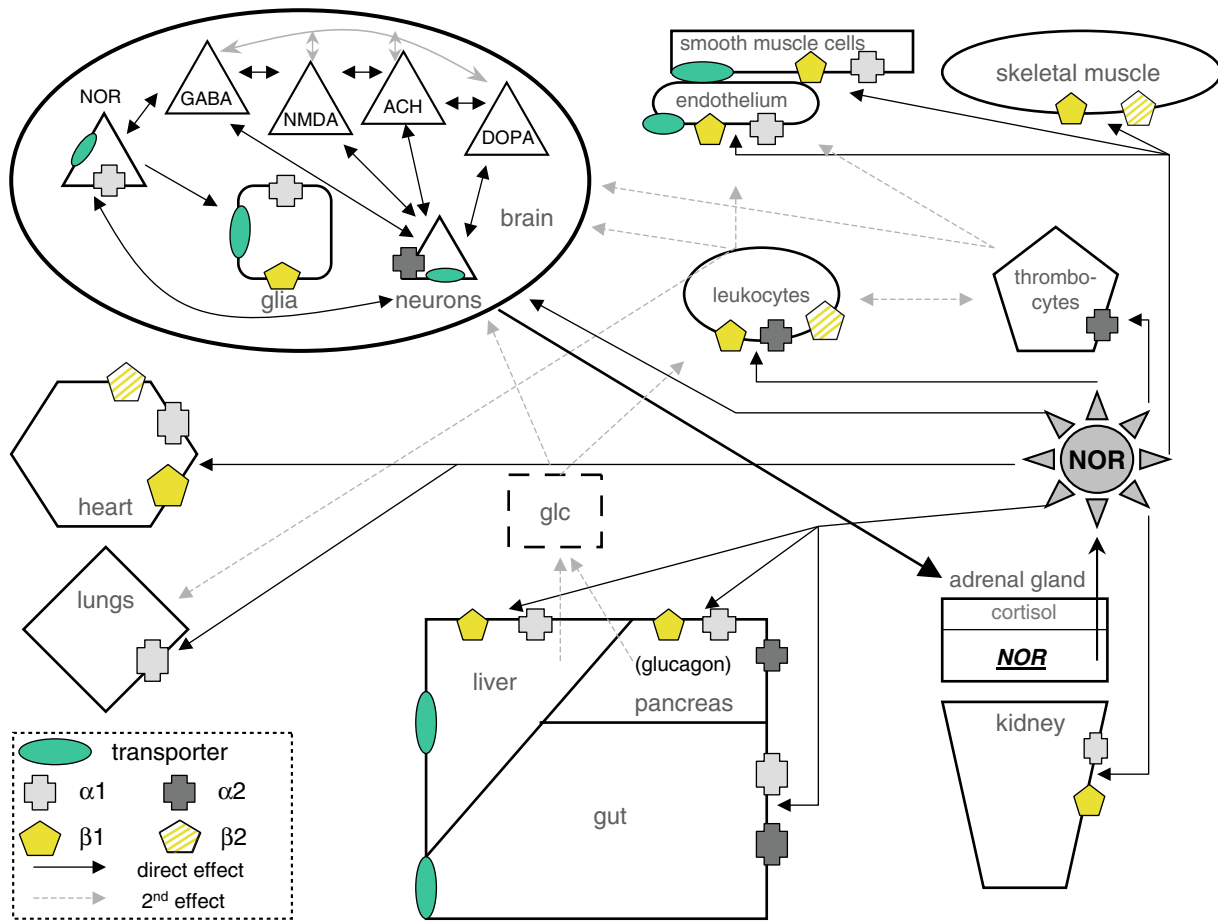 NOR
GABA
NMDA
ACH
DOPA
brain
glia
neurons
smooth muscle cells
endothelium
skeletal muscle
leukocytes
thrombo-
cytes
heart
lungs
glc
NOR
adrenal gland
cortisol
NOR
kidney
liver
(glucagon)
pancreas
gut
transporter
α1
α2
β1
β2
direct effect
2nd effect